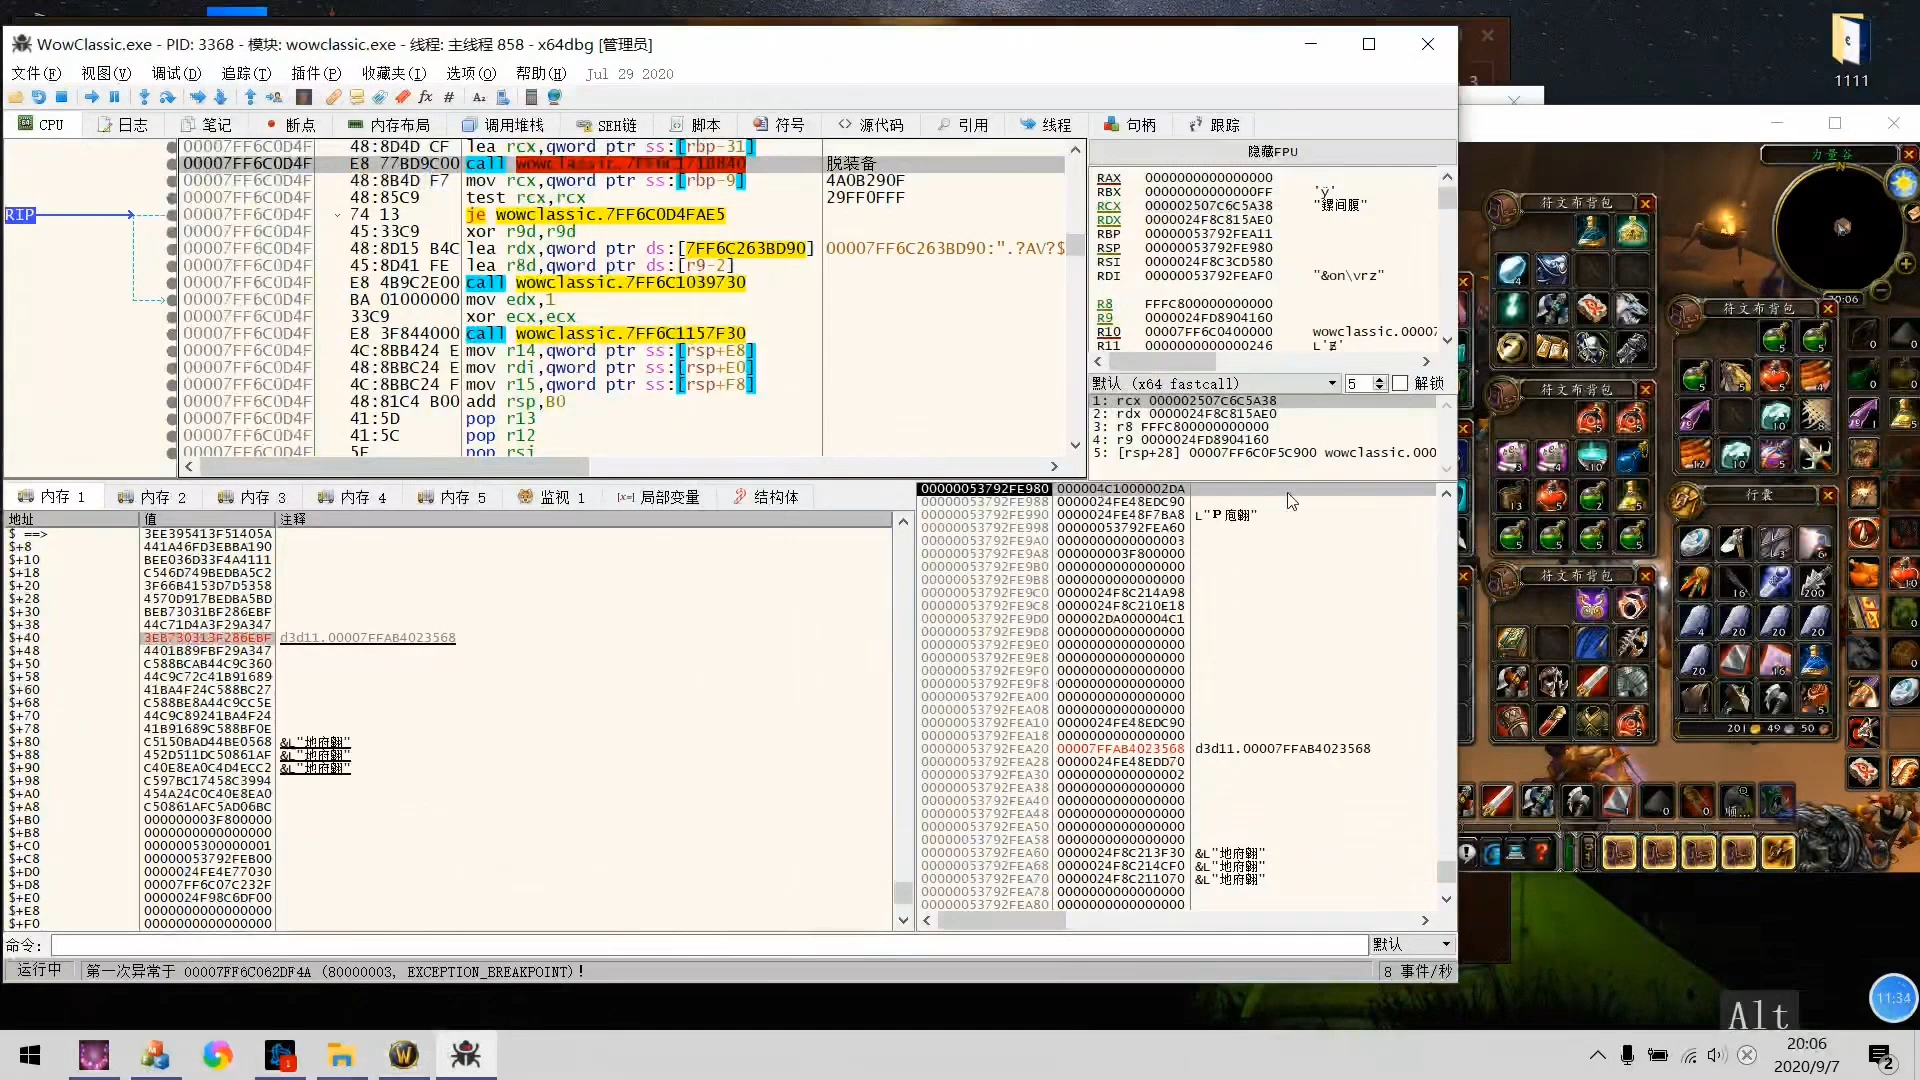 WowClassic.exe - PID: 3368 - 模块: wowclassic.exe - 线程: 主线程 858 - x64dbg [管理员]
文件(F) 视图(V) 调试(D) 追踪(T) 插件(P) 收藏夹(I) 选项(O) 帮助(H) Jul 29 2020
CPU 日志 笔记 断点 内存布局 调用堆栈 SEH链 脚本 符号 源代码 引用 线程 句柄 跟踪
00007FF6C0D4F 48:8D4D CF lea rcx,qword ptr ss:[rbp-31]
00007FF6C0D4F E8 77BD9C00 call 脱装备
00007FF6C0D4F 48:8B4D F7 mov rcx,qword ptr ss:[rbp-9] 4A0B290F
00007FF6C0D4F 48:85C9 test rcx,rcx 29FF0FFF
RIP 00007FF6C0D4F 74 13 je wowclassic.7FF6C0D4FAE5
00007FF6C0D4F 45:33C9 xor r9d,r9d
00007FF6C0D4F 48:8D15 B4C lea rdx,qword ptr ds:[7FF6C263BD90] 00007FF6C263BD90:".?AV?$
00007FF6C0D4F 45:8D41 FE lea r8d,qword ptr ds:[r9-2]
00007FF6C0D4F E8 4B9C2E00 call wowclassic.7FF6C1039730
00007FF6C0D4F BA 01000000 mov edx,1
00007FF6C0D4F 33C9 xor ecx,ecx
00007FF6C0D4F E8 3F844000 call wowclassic.7FF6C1157F30
00007FF6C0D4F 4C:8BB424 E mov r14,qword ptr ss:[rsp+E8]
00007FF6C0D4F 48:8BBC24 E mov rdi,qword ptr ss:[rsp+E0]
00007FF6C0D4F 4C:8BBC24 F mov r15,qword ptr ss:[rsp+F8]
00007FF6C0D4F 48:81C4 B00 add rsp,B0
00007FF6C0D4F 41:5D pop r13
00007FF6C0D4F 41:5C pop r12
00007FF6C0D4F 5E pop rsi
隐藏FPU
RAX 0000000000000000
RBX 00000000000000FF 'ÿ'
RCX 000002507C6C5A38
RDX 0000024F8C815AE0
RBP 00000053792FEA11
RSP 00000053792FE980
RSI 0000024F8C3CD580
RDI 00000053792FEAF0 "&on\vrz"
R8 FFFC800000000000
R9 0000024FD8904160
R10 00007FF6C0400000 wowclassic.00007
R11 0000000000000246
默认 (x64 fastcall) 5 解锁
1: rcx 000002507C6C5A38
2: rdx 0000024F8C815AE0
3: r8 FFFC800000000000
4: r9 0000024FD8904160
5: [rsp+28] 00007FF6C0F5C900 wowclassic.000
内存 1 内存 2 内存 3 内存 4 内存 5 监视 1 局部变量 结构体
地址 值 注释
$ ==> 3EE395413F51405A
$+8 441A46FD3EBBA190
$+10 BEE036D33F4A4111
$+18 C546D749BEDBA5C2
$+20 3F66B4153D7D5358
$+28 4570D917BEDBA5BD
$+30 BEB73031BF286EBF
$+38 44C71D4A3F29A347
$+40 3EB730313F286EBF d3d11.00007FFAB4023568
$+48 4401B89FBF29A347
$+50 C588BCAB44C9C360
$+58 44C9C72C41B91689
$+60 41BA4F24C588BC27
$+68 C588BE8A44C9CC5E
$+70 44C9C89241BA4F24
$+78 41B91689C588BF0E
$+80 C5150BAD44BE0568 &L"地府翺"
$+88 452D511DC50861AF &L"地府翺"
$+90 C40E8EA0C4D4ECC2 &L"地府翺"
$+98 C597BC17458C3994
$+A0 454A24C0C40E8EA0
$+A8 C50861AFC5AD06BC
$+B0 000000003F800000
$+B8 0000000000000000
$+C0 0000005300000001
$+C8 00000053792FEB00
$+D0 0000024FE4E77030
$+D8 00007FF6C07C232F
$+E0 0000024F98C6DF00
$+E8 0000000000000000
$+F0 0000000000000000
00000053792FE980 000004C1000002DA
00000053792FE988 0000024FE48EDC90
00000053792FE990 0000024FE48F7BA8
00000053792FE998 00000053792FEA60
00000053792FE9A0 0000000000000003
00000053792FE9A8 000000003F800000
00000053792FE9B0 0000000000000000
00000053792FE9B8 0000000000000000
00000053792FE9C0 0000024F8C214A98
00000053792FE9C8 0000024F8C210E18
00000053792FE9D0 000002DA000004C1
00000053792FE9D8 0000000000000000
00000053792FE9E0 0000000000000000
00000053792FE9E8 0000000000000000
00000053792FE9F0 0000000000000000
00000053792FE9F8 0000000000000000
00000053792FEA00 0000000000000000
00000053792FEA08 0000000000000000
00000053792FEA10 0000024FE48EDC90
00000053792FEA18 0000000000000000
00000053792FEA20 00007FFAB4023568 d3d11.00007FFAB4023568
00000053792FEA28 0000024FE48EDD70
00000053792FEA30 0000000000000002
00000053792FEA38 0000000000000000
00000053792FEA40 0000000000000000
00000053792FEA48 0000000000000000
00000053792FEA50 0000000000000000
00000053792FEA58 0000000000000000
00000053792FEA60 0000024F8C213F30 &L"地府翺"
00000053792FEA68 0000024F8C214CF0 &L"地府翺"
00000053792FEA70 0000024F8C211070 &L"地府翺"
00000053792FEA78 0000000000000000
00000053792FEA80 0000000000000000
命令: 默认
运行中 第一次异常于 00007FF6C062DF4A (80000003, EXCEPTION_BREAKPOINT)! 8 事件/秒
1111
力量谷
符文布背包
20:06
符文布背包
符文布背包
行囊
符文布背包
201 49 50
11:34
Alt
20:06
2020/9/7